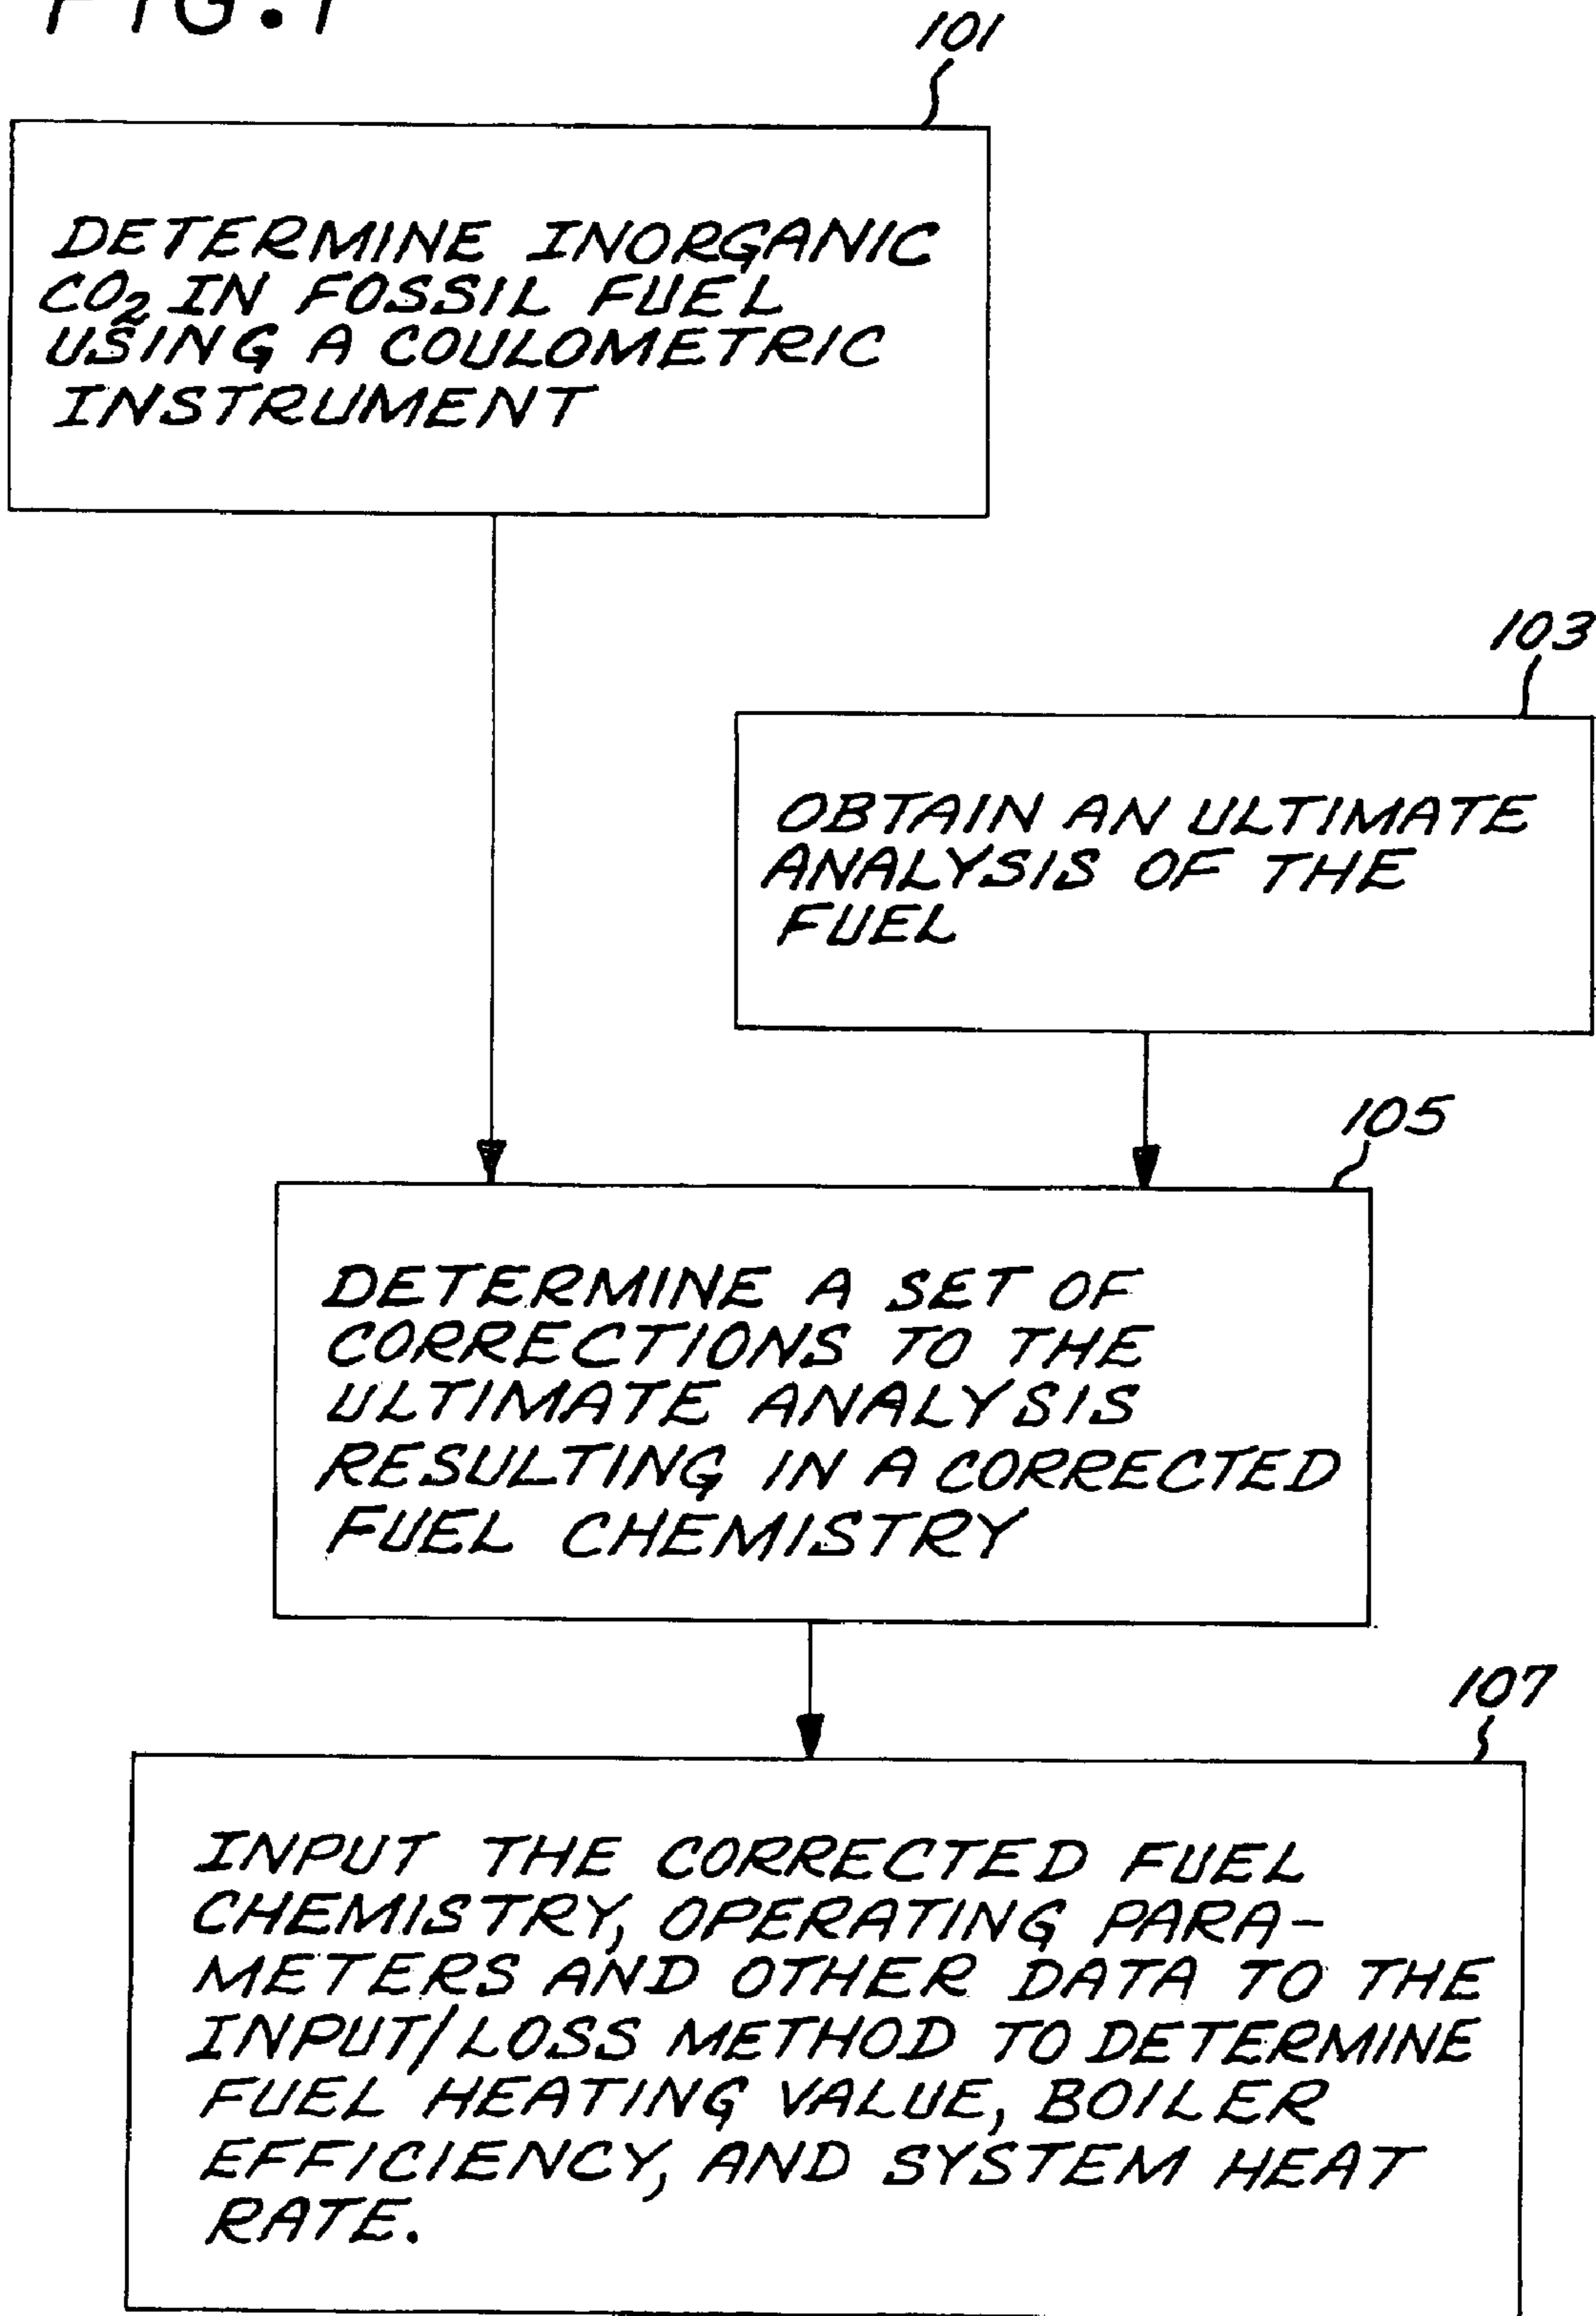 FIG. 1
101
DETERMINE INORGANIC
CO₂ IN FOSSIL FUEL
USING A COULOMETRIC
INSTRUMENT
103
OBTAIN AN ULTIMATE
ANALYSIS OF THE
FUEL
105
DETERMINE A SET OF
CORRECTIONS TO THE
ULTIMATE ANALYSIS
RESULTING IN A CORRECTED
FUEL CHEMISTRY
107
INPUT THE CORRECTED FUEL
CHEMISTRY, OPERATING PARA-
METERS AND OTHER DATA TO THE
INPUT/LOSS METHOD TO DETERMINE
FUEL HEATING VALUE, BOILER
EFFICIENCY, AND SYSTEM HEAT
RATE.